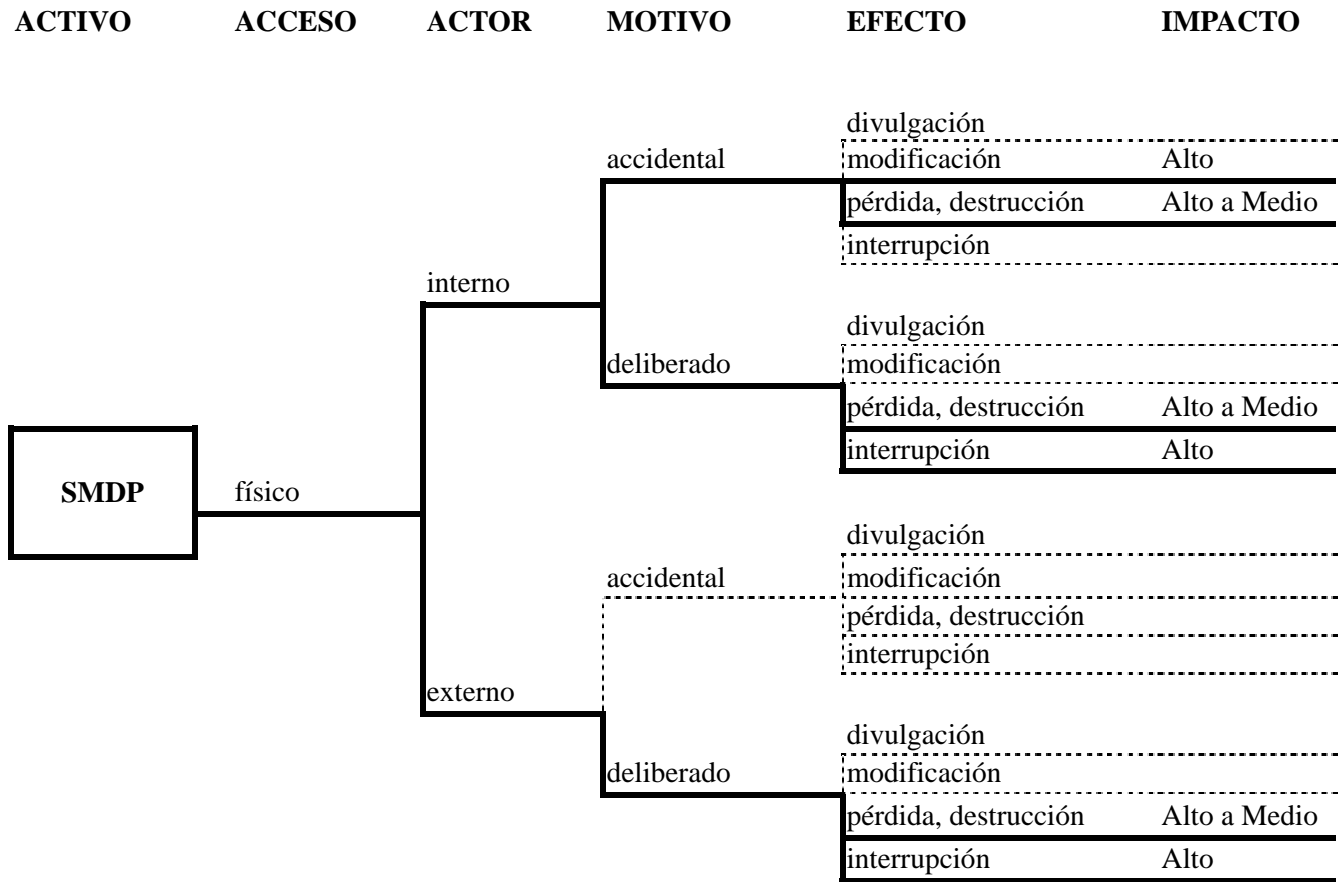 ACTIVO ACCESO ACTOR MOTIVO EFECTO IMPACTO
divulgación
accidental modificación Alto
pérdida, destrucción Alto a Medio
interrupción
interno
divulgación
deliberado modificación
pérdida, destrucción Alto a Medio
interrupción Alto
SMDP físico
divulgación
accidental modificación
pérdida, destrucción
interrupción
externo
divulgación
deliberado modificación
pérdida, destrucción Alto a Medio
interrupción Alto